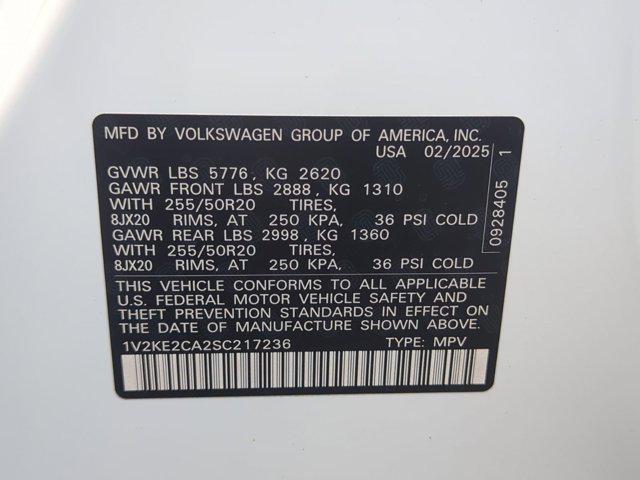 MFD BY VOLKSWAGEN GROUP OF AMERICA, INC.
USA 02/2025
GVWR LBS 5776, KG 2620
GAWR FRONT LBS 2888, KG 1310
WITH 255/50R20 TIRES,
8JX20 RIMS, AT 250 KPA, 36 PSI COLD
GAWR REAR LBS 2998, KG 1360
WITH 255/50R20 TIRES,
8JX20 RIMS, AT 250 KPA, 36 PSI COLD
THIS VEHICLE CONFORMS TO ALL APPLICABLE
U.S. FEDERAL MOTOR VEHICLE SAFETY AND
THEFT PREVENTION STANDARDS IN EFFECT ON
THE DATE OF MANUFACTURE SHOWN ABOVE.
1V2KE2CA2SC217236 TYPE: MPV
0928405 1